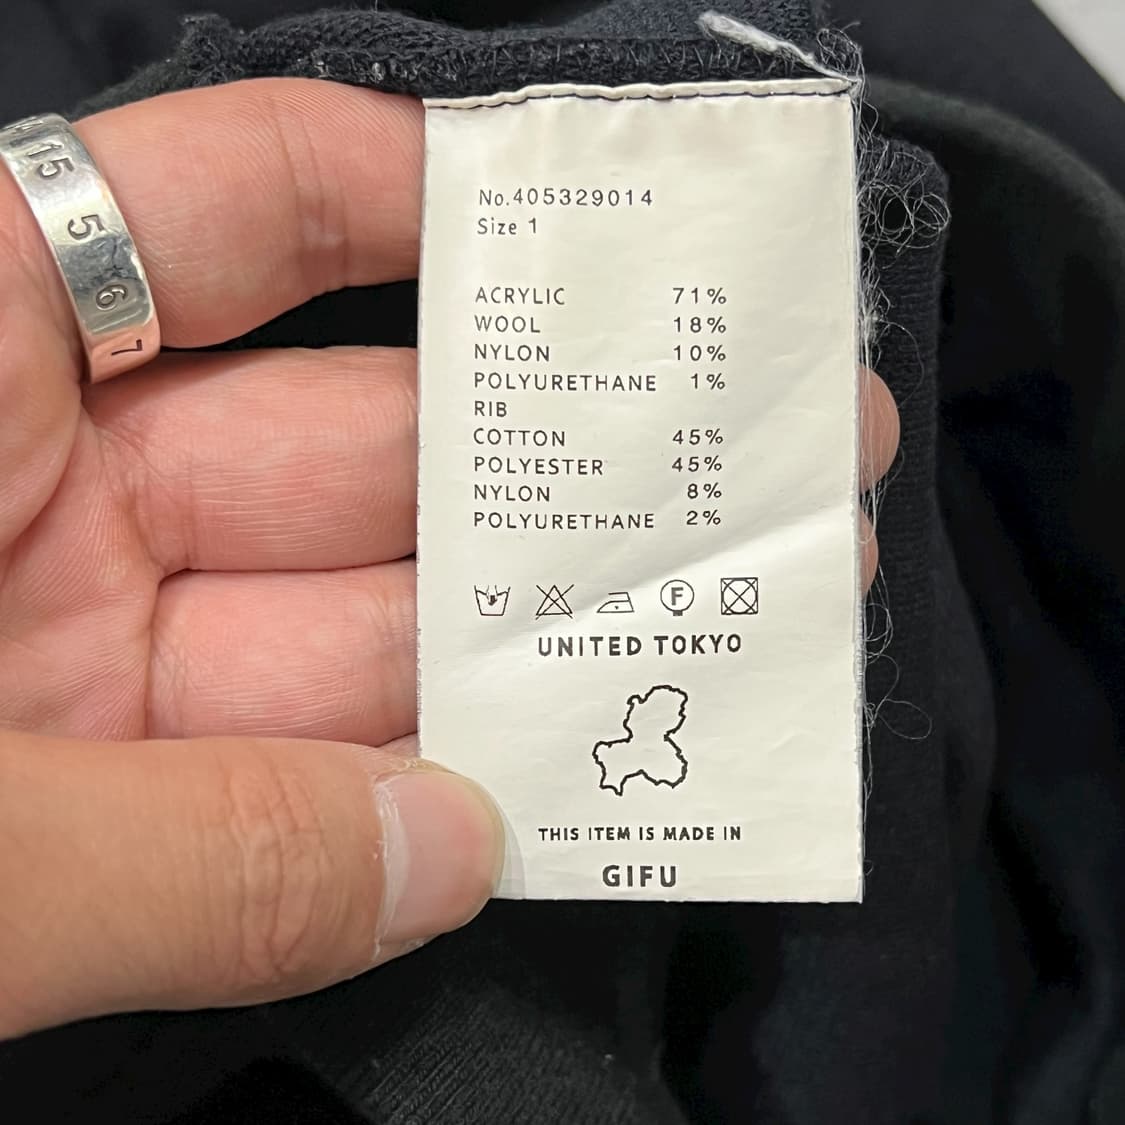 15
5
6
7
No.405329014
Size 1
ACRYLIC 71%
WOOL 18%
NYLON 10%
POLYURETHANE 1%
RIB
COTTON 45%
POLYESTER 45%
NYLON 8%
POLYURETHANE 2%
F
UNITED TOKYO
THIS ITEM IS MADE IN
GIFU